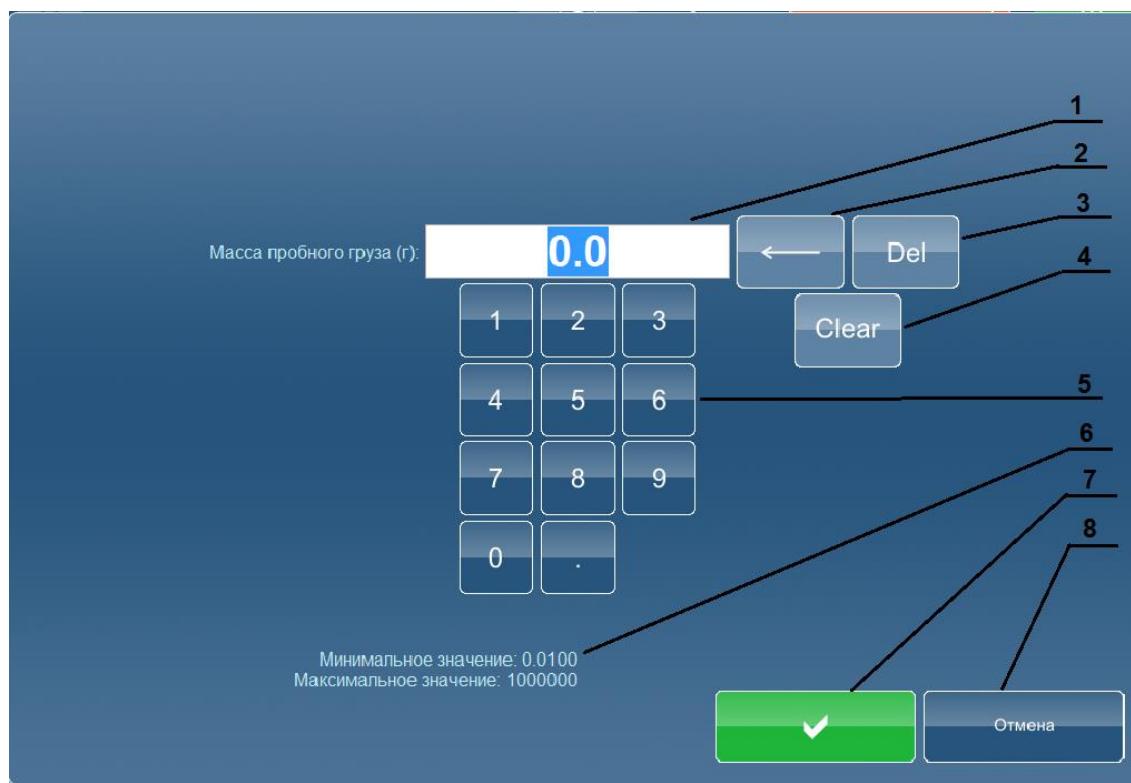 1
2
3
Масса пробного груза (г): 0.0 ← Del
4
1 2 3 Clear
5
4 5 6
6
7 8 9
7
8
0 .
Минимальное значение: 0.0100
Максимальное значение: 1000000
Отмена